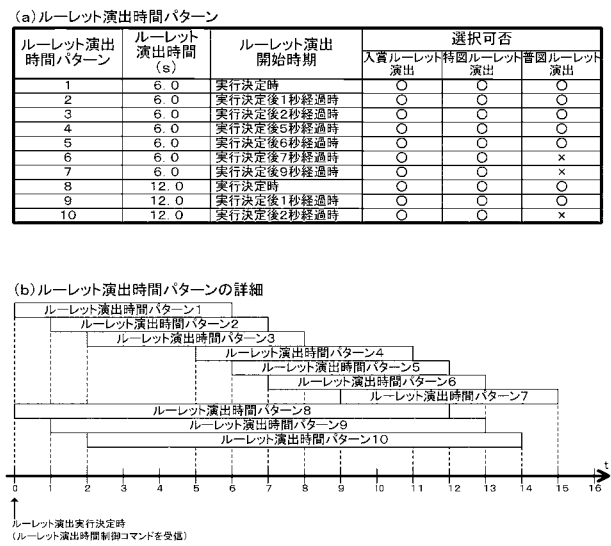 (a)ルーレット演出時間パターン
ルーレット演出時間パターン ルーレット演出時間(s) ルーレット演出開始時期 選択可否
入賞ルーレット演出 特図ルーレット演出 普図ルーレット演出
1 6.0 実行決定時 ○ ○ ○
2 6.0 実行決定後1秒経過時 ○ ○ ○
3 6.0 実行決定後2秒経過時 ○ ○ ○
4 6.0 実行決定後5秒経過時 ○ ○ ○
5 6.0 実行決定後6秒経過時 ○ ○ ○
6 6.0 実行決定後7秒経過時 ○ ○ ×
7 6.0 実行決定後9秒経過時 ○ ○ ×
8 12.0 実行決定時 ○ ○ ○
9 12.0 実行決定後1秒経過時 ○ ○ ○
10 12.0 実行決定後2秒経過時 ○ ○ ×
(b)ルーレット演出時間パターンの詳細
ルーレット演出時間パターン1
ルーレット演出時間パターン2
ルーレット演出時間パターン3
ルーレット演出時間パターン4
ルーレット演出時間パターン5
ルーレット演出時間パターン6
ルーレット演出時間パターン7
ルーレット演出時間パターン8
ルーレット演出時間パターン9
ルーレット演出時間パターン10
t
0 1 2 3 4 5 6 7 8 9 10 11 12 13 14 15 16
ルーレット演出実行決定時
(ルーレット演出時間制御コマンドを受信)